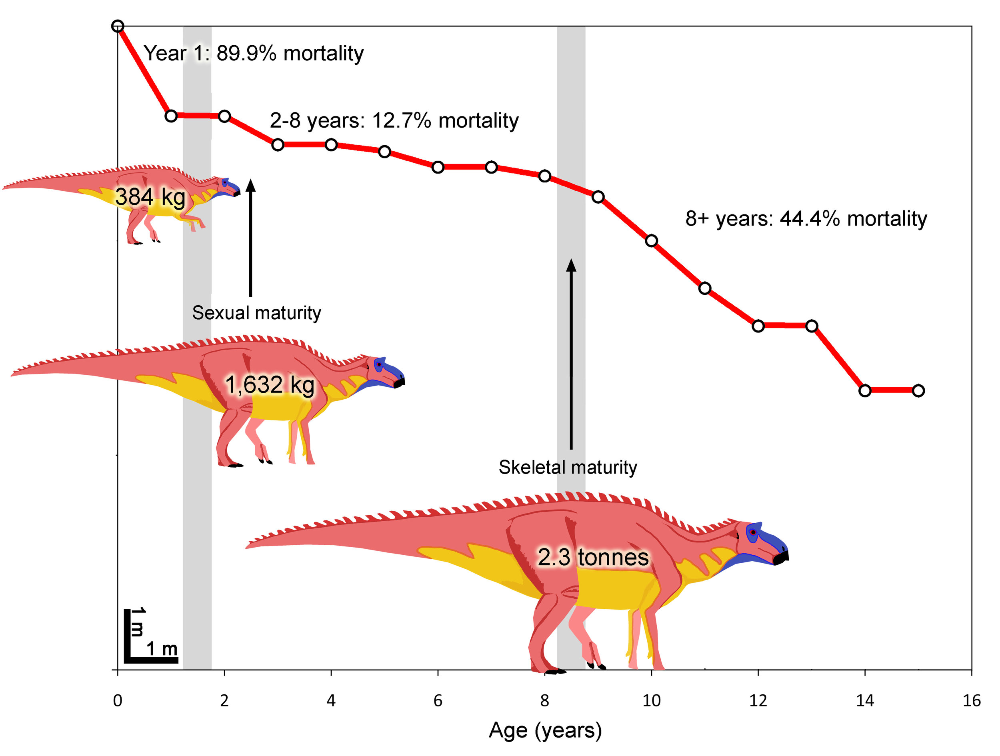 Year 1: 89.9% mortality
2-8 years: 12.7% mortality
384 kg
8+ years: 44.4% mortality
Sexual maturity
1,632 kg
Skeletal maturity
2.3 tonnes
1 m
1 m
0 2 4 6 8 10 12 14 16
Age (years)